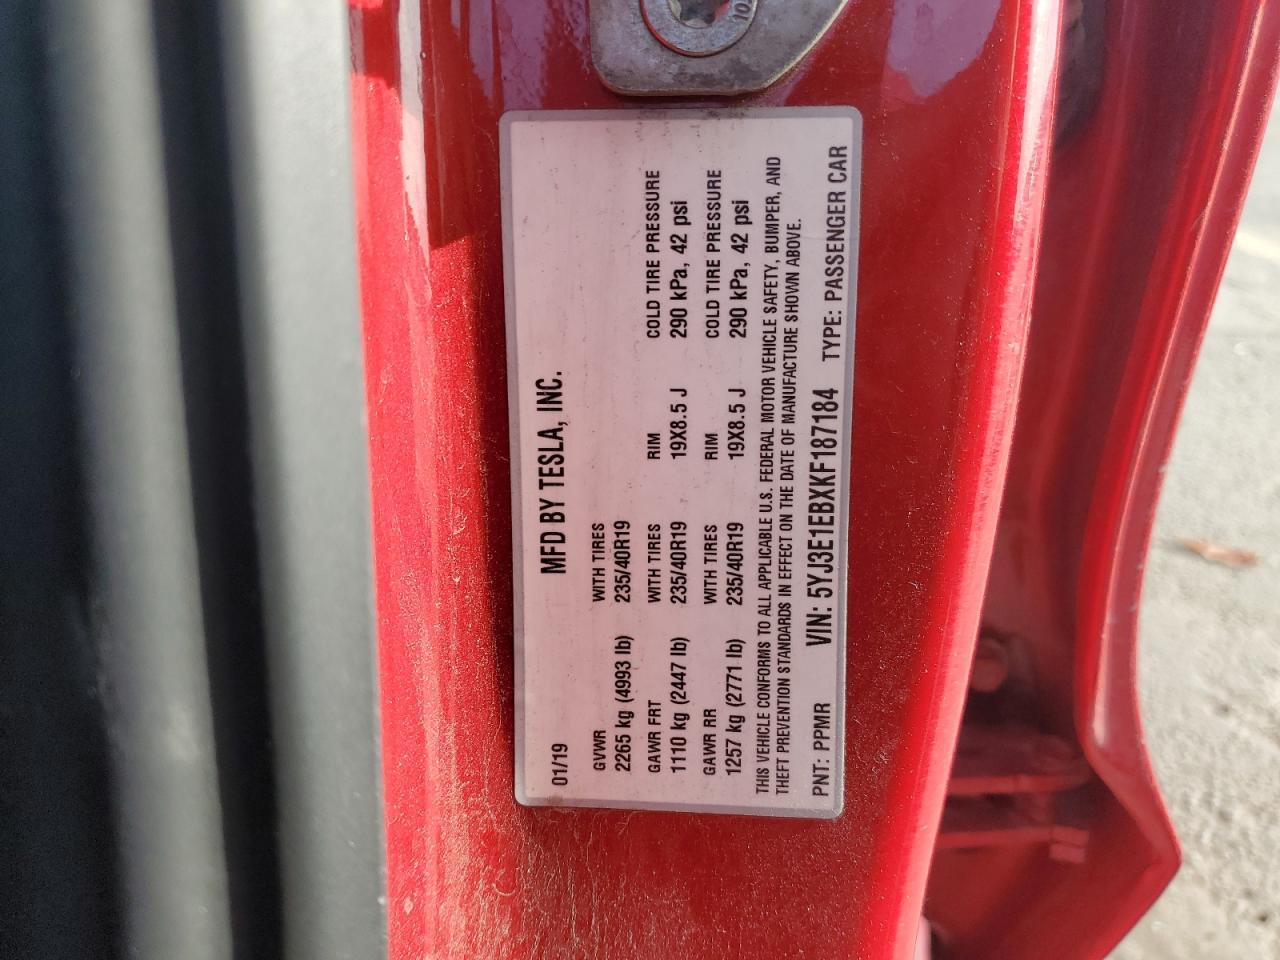 MFD BY TESLA, INC.
01/19
GVWR WITH TIRES
2265 kg (4993 lb) 235/40R19
GAWR FRT WITH TIRES RIM COLD TIRE PRESSURE
1110 kg (2447 lb) 235/40R19 19X8.5 J 290 kPa, 42 psi
GAWR RR WITH TIRES RIM COLD TIRE PRESSURE
1257 kg (2771 lb) 235/40R19 19X8.5 J 290 kPa, 42 psi
THIS VEHICLE CONFORMS TO ALL APPLICABLE U.S. FEDERAL MOTOR VEHICLE SAFETY, BUMPER, AND
THEFT PREVENTION STANDARDS IN EFFECT ON THE DATE OF MANUFACTURE SHOWN ABOVE.
PNT: PPMR VIN: 5YJ3E1EBXKF187184 TYPE: PASSENGER CAR